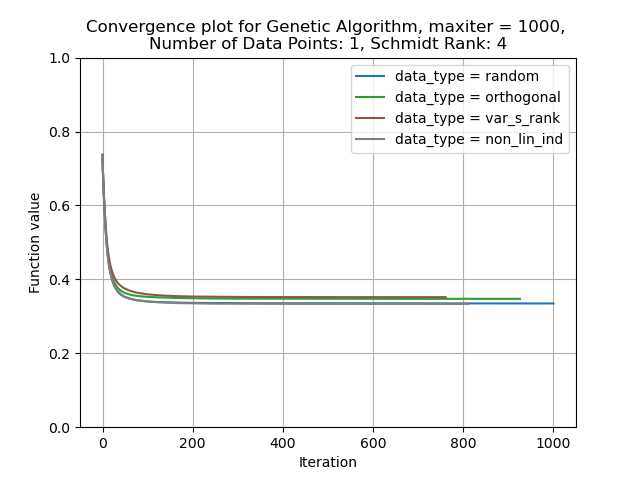 Convergence plot for Genetic Algorithm, maxiter = 1000,
Number of Data Points: 1, Schmidt Rank: 4
data_type = random
data_type = orthogonal
data_type = var_s_rank
data_type = non_lin_ind
Function value
1.0
0.8
0.6
0.4
0.2
0.0
0 200 400 600 800 1000
Iteration